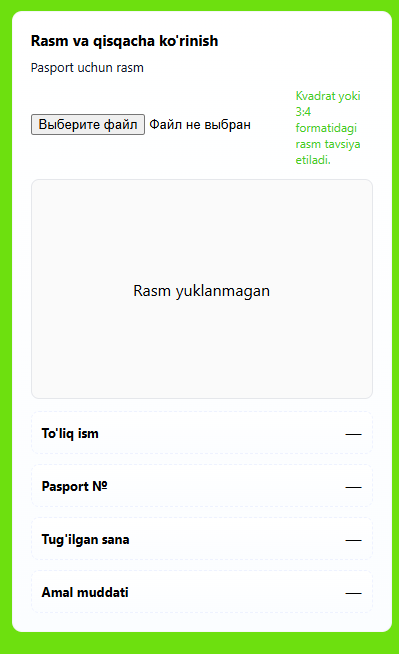 Rasm va qisqacha ko'rinish
Pasport uchun rasm
Выберите файл Файл не выбран
Kvadrat yoki
3:4
formatidagi
rasm tavsiya
etiladi.
Rasm yuklanmagan
To'liq ism —
Pasport № —
Tug'ilgan sana —
Amal muddati —